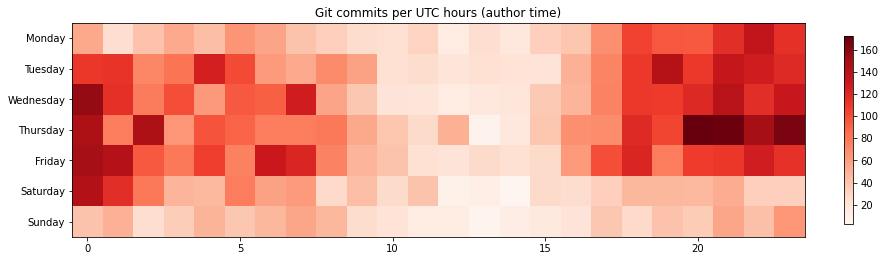 Git commits per UTC hours (author time)
Monday
Tuesday
Wednesday
Thursday
Friday
Saturday
Sunday
0 5 10 15 20
160
140
120
100
80
60
40
20